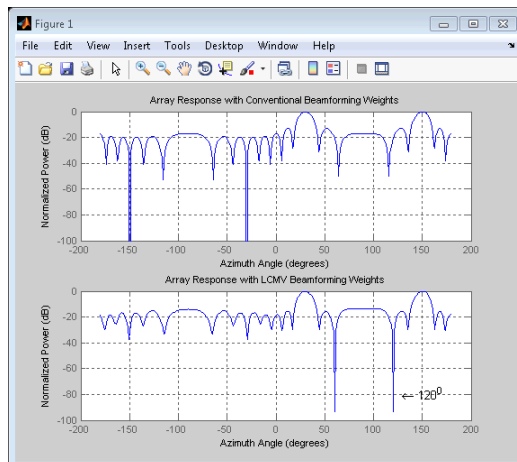 Figure 1
File Edit View Insert Tools Desktop Window Help
Array Response with Conventional Beamforming Weights
Normalized Power (dB)
0
-20
-40
-60
-80
-100
-200 -150 -100 -50 0 50 100 150 200
Azimuth Angle (degrees)
Array Response with LCMV Beamforming Weights
Normalized Power (dB)
0
-20
-40
-60
-80
-100
← 120⁰
-200 -150 -100 -50 0 50 100 150 200
Azimuth Angle (degrees)